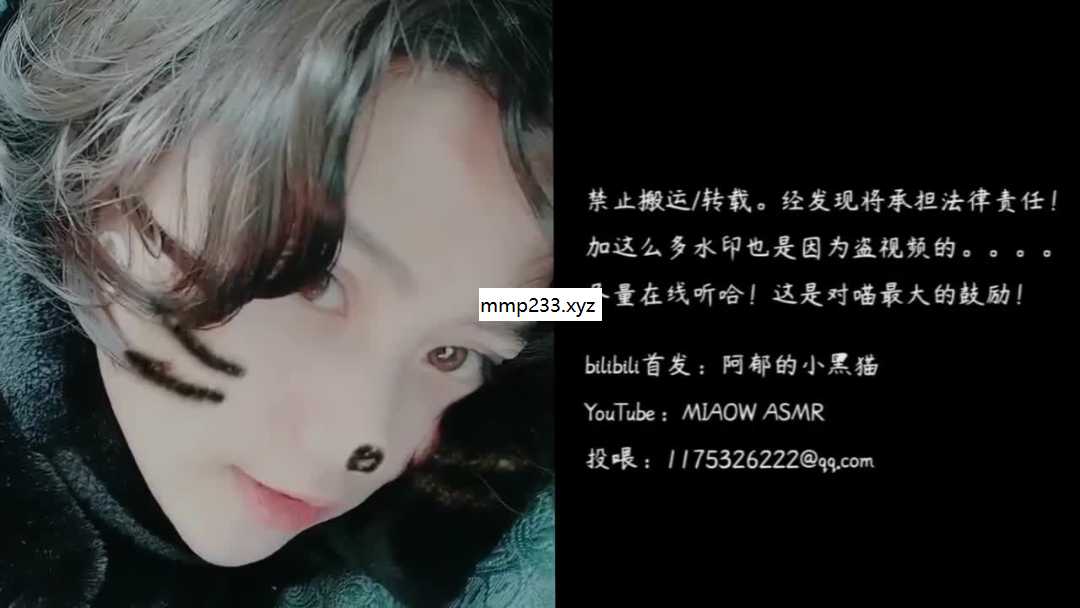 禁止搬运/转载。经发现将承担法律责任！
加这么多水印也是因为盗视频的。。。。
mmp233.xyz
量在线听哈！这是对喵最大的鼓励！
bilibili首发：阿郁的小黑猫
YouTube：MIAOW ASMR
投喂：1175326222@qq.com